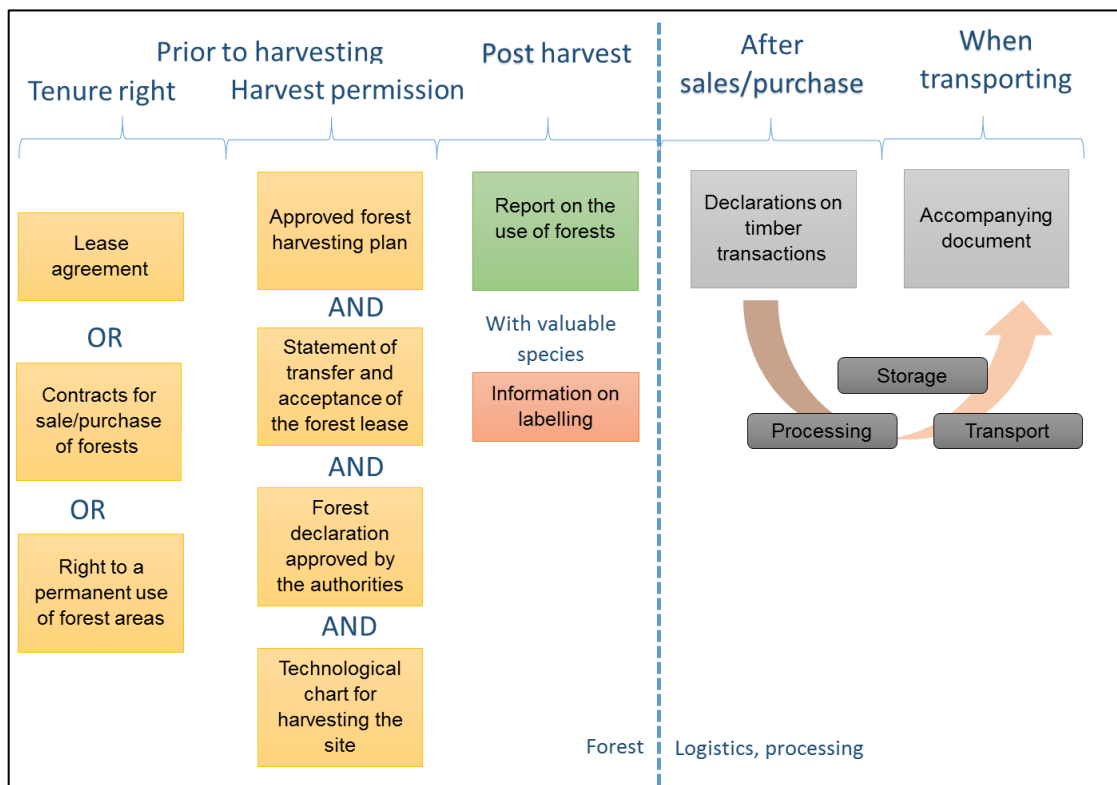 Prior to harvesting
Tenure right
Harvest permission
Post harvest
After
sales/purchase
When
transporting
Lease
agreement
OR
Contracts for
sale/purchase
of forests
OR
Right to a
permanent use
of forest areas
Approved forest
harvesting plan
AND
Statement of
transfer and
acceptance of
the forest lease
AND
Forest
declaration
approved by
the authorities
AND
Technological
chart for
harvesting the
site
Report on the
use of forests
With valuable
species
Information on
labelling
Declarations on
timber
transactions
Accompanying
document
Storage
Processing
Transport
Forest
Logistics, processing